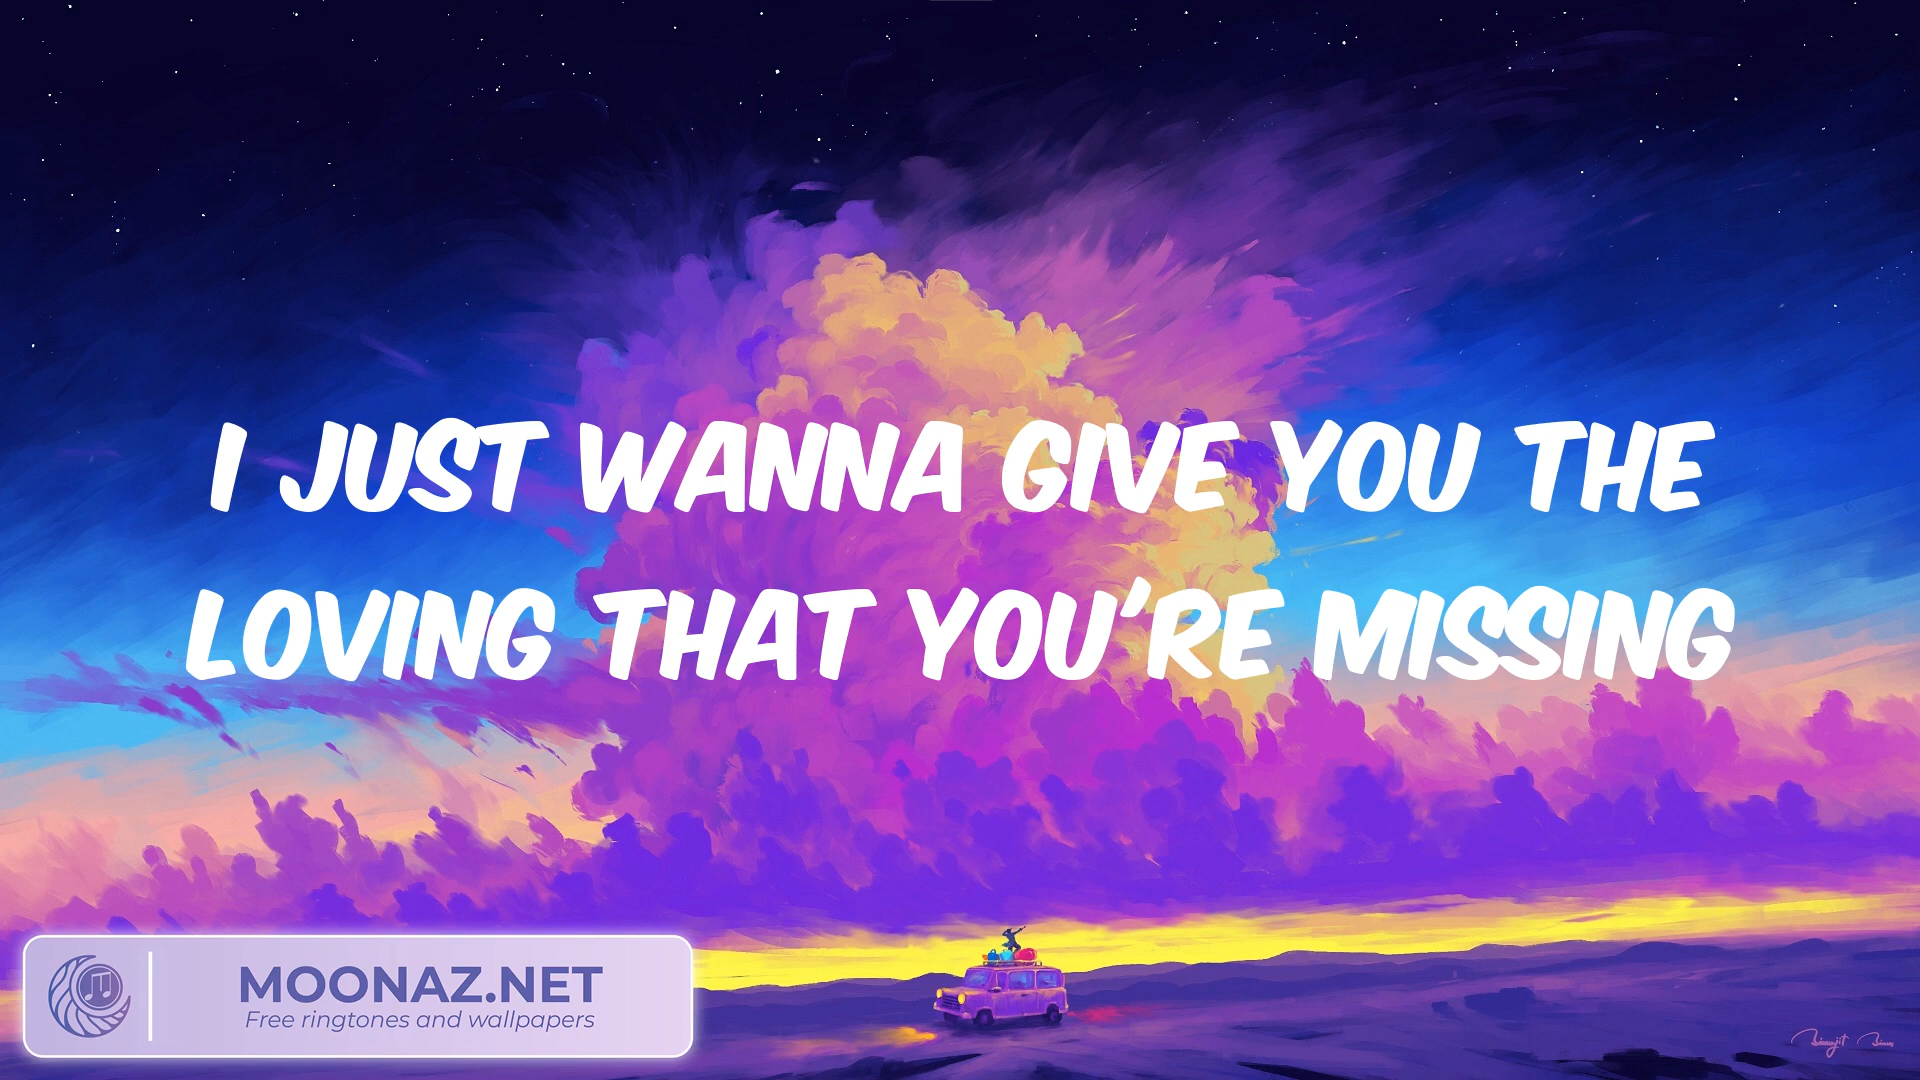 I JUST WANNA GIVE YOU THE
LOVING THAT YOU'RE MISSING
MOONAZ.NET
Free ringtones and wallpapers